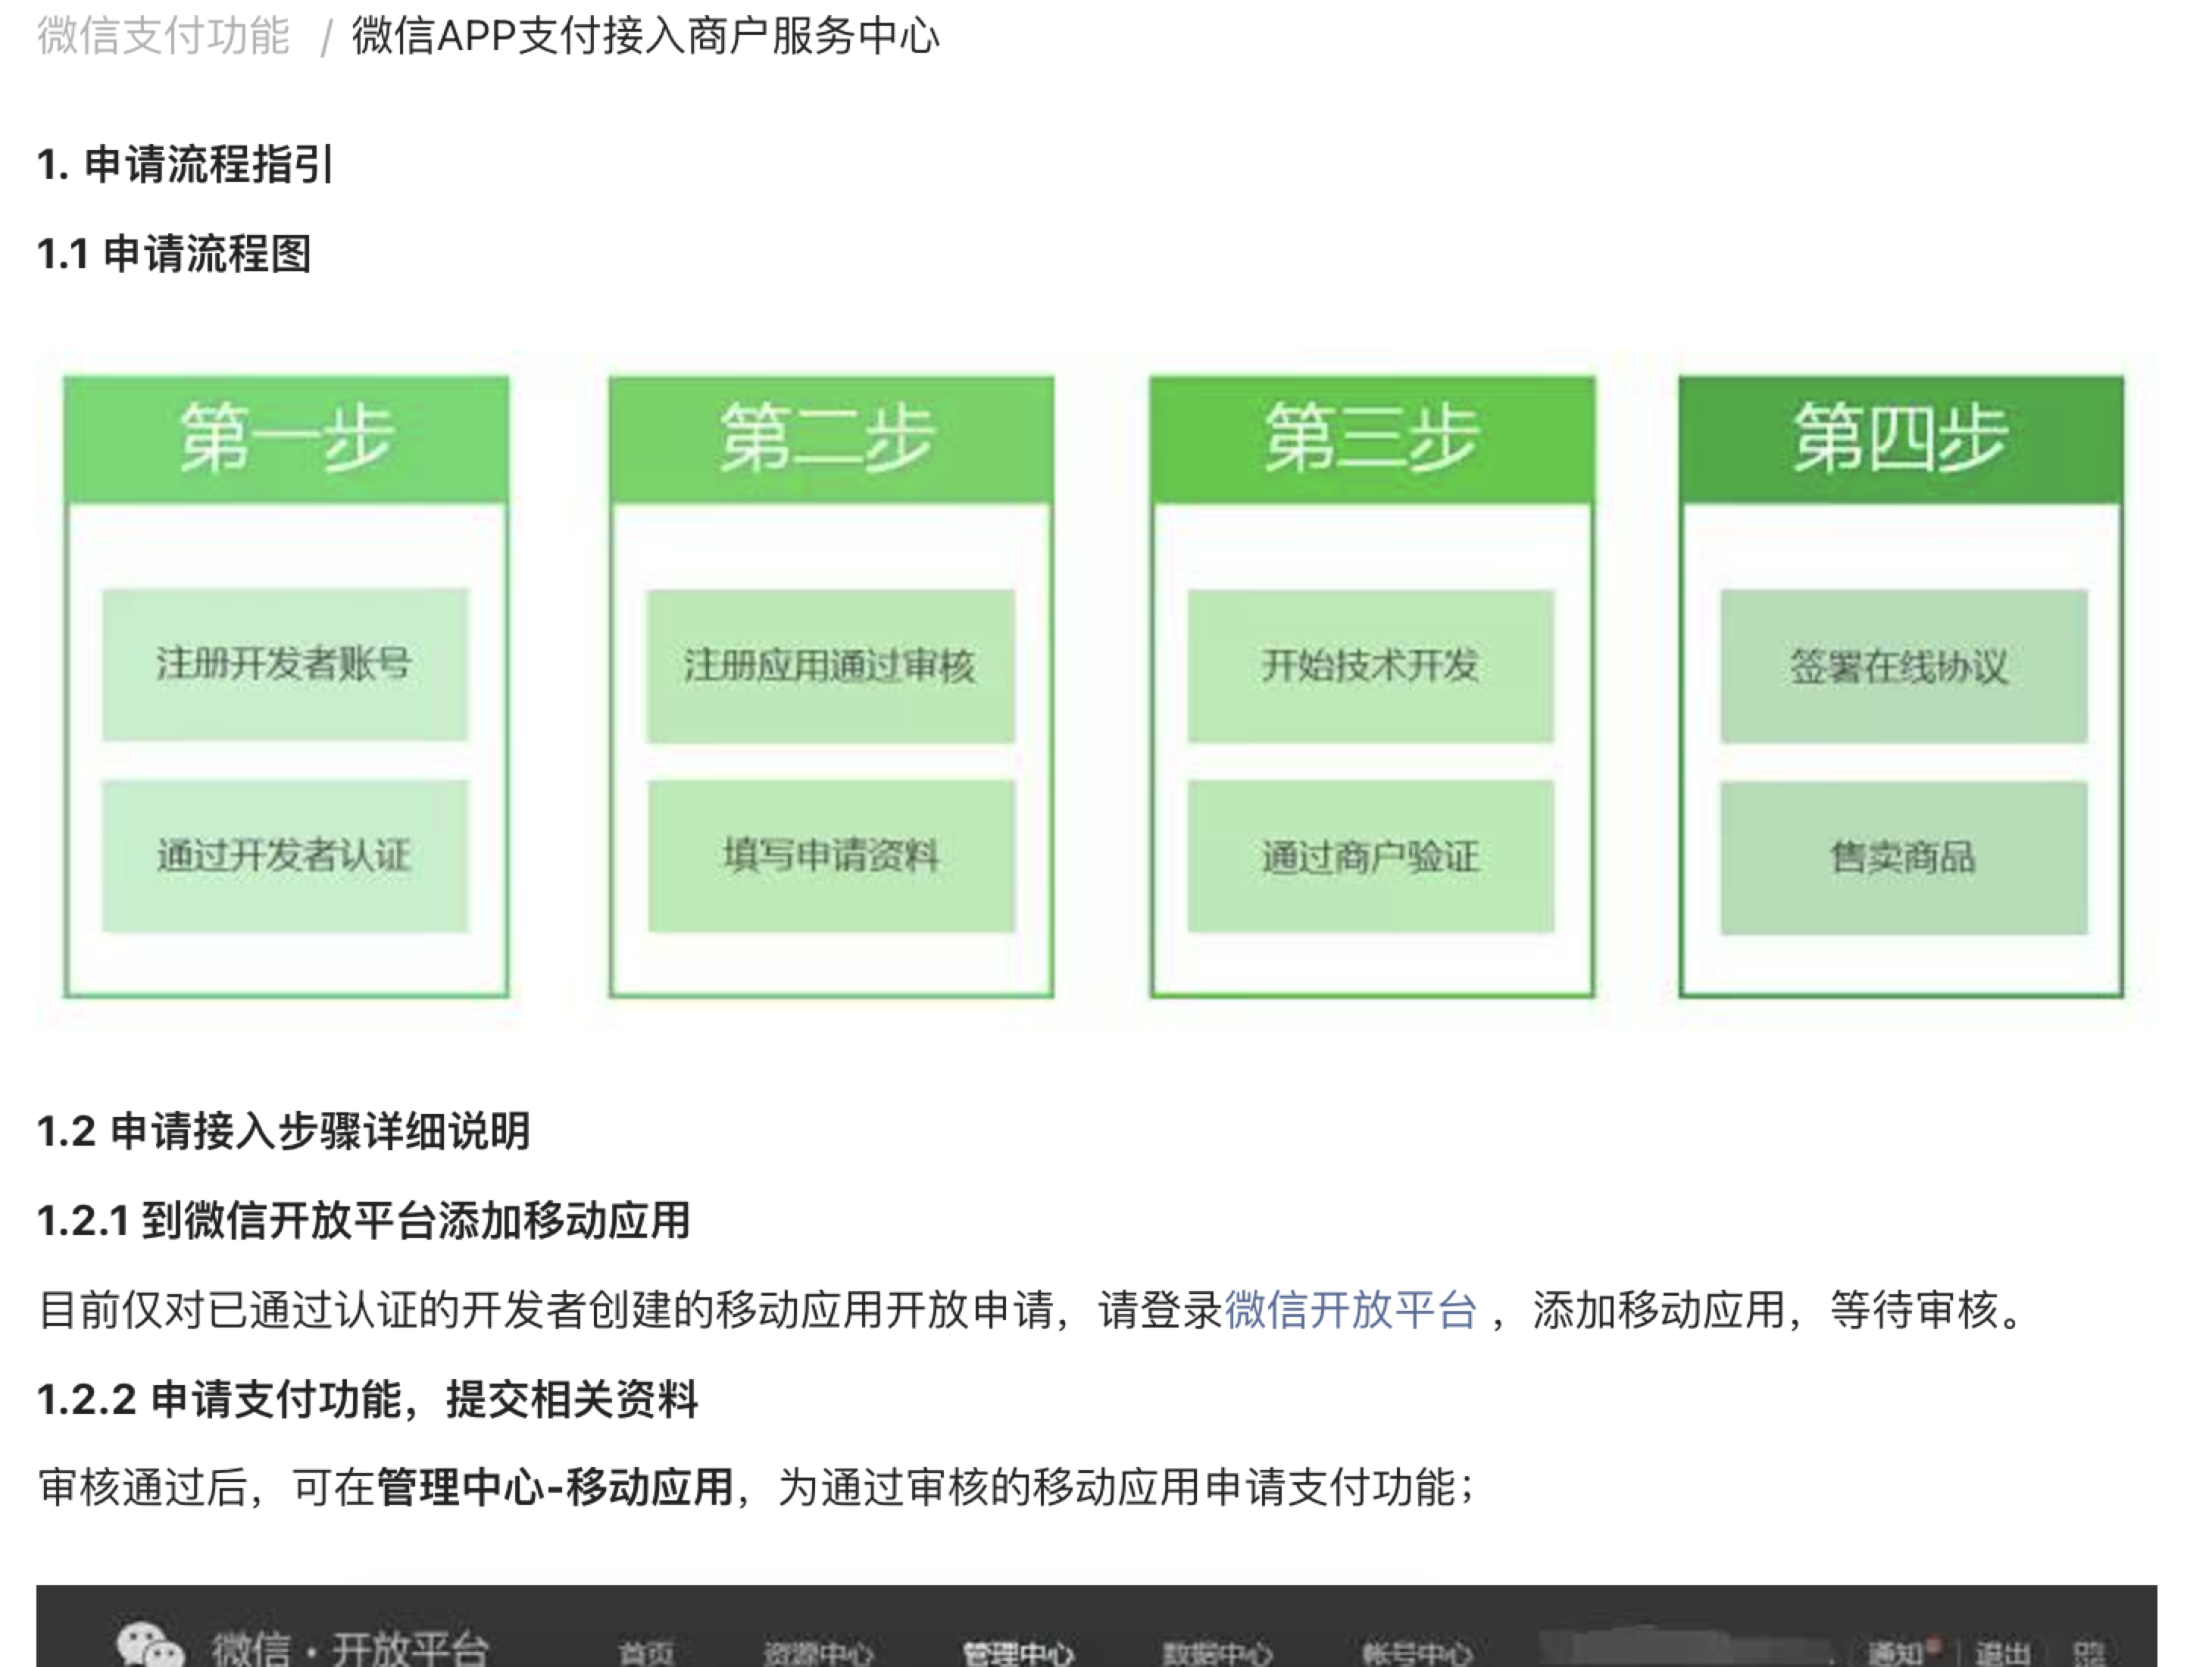 微信支付功能 / 微信APP支付接入商户服务中心
1. 申请流程指引
1.1 申请流程图
第一步
注册开发者账号
通过开发者认证
第二步
注册应用通过审核
填写申请资料
第三步
开始技术开发
通过商户验证
第四步
签署在线协议
售卖商品
1.2 申请接入步骤详细说明
1.2.1 到微信开放平台添加移动应用
目前仅对已通过认证的开发者创建的移动应用开放申请，请登录微信开放平台 ，添加移动应用，等待审核。
1.2.2 申请支付功能，提交相关资料
审核通过后，可在管理中心-移动应用，为通过审核的移动应用申请支付功能；
微信·开放平台 首页 资源中心 管理中心 数据中心 帐号中心 通知 | 退出